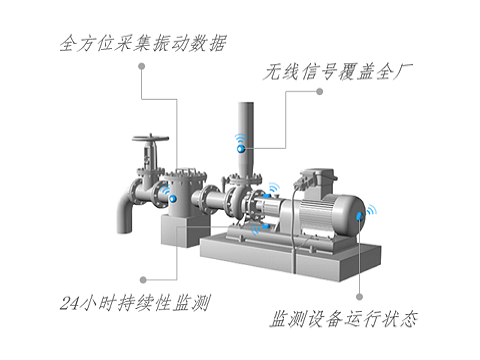 全方位采集振动数据
无线信号覆盖全厂
24小时持续性监测
监测设备运行状态